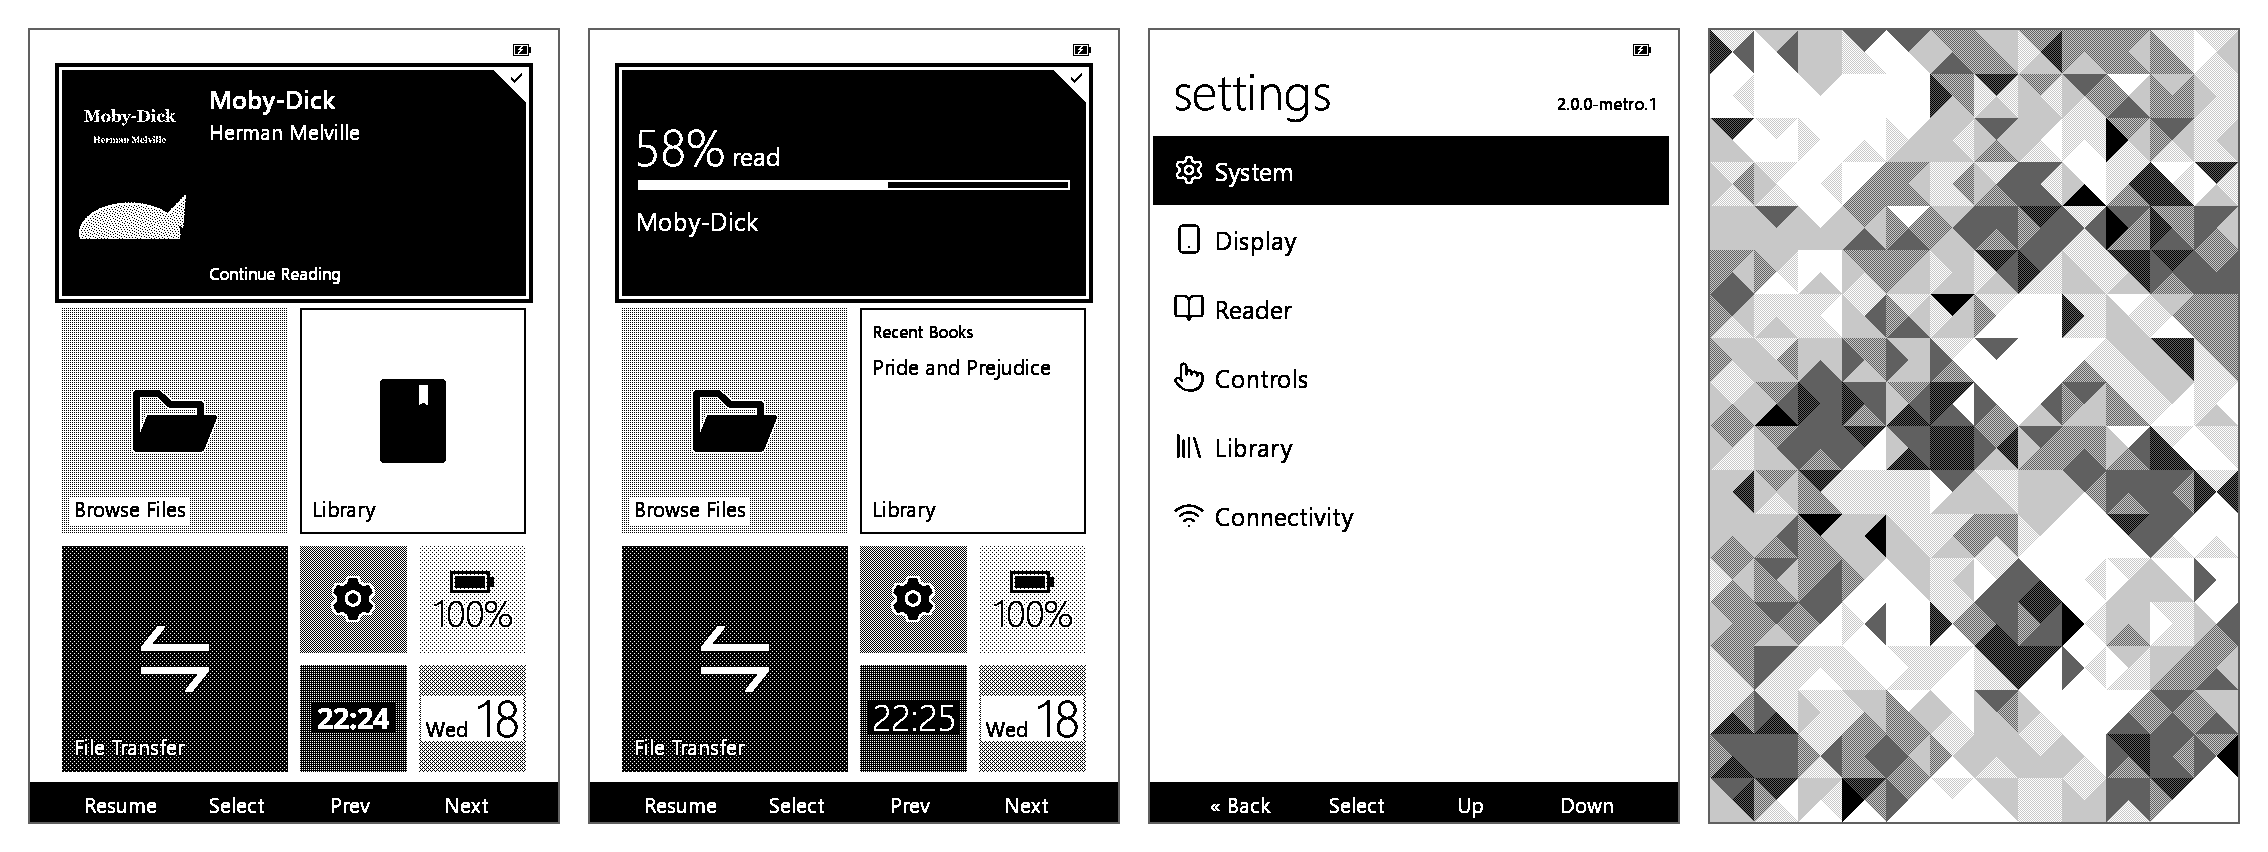 Moby-Dick
Herman Melville
Moby-Dick
Herman Melville
Continue Reading
Browse Files
Library
100%
File Transfer
22:24
Wed 18
Resume Select Prev Next
58% read
Moby-Dick
Recent Books
Pride and Prejudice
Browse Files
Library
100%
File Transfer
22:25
Wed 18
Resume Select Prev Next
settings
2.0.0-metro.1
System
Display
Reader
Controls
Library
Connectivity
« Back Select Up Down